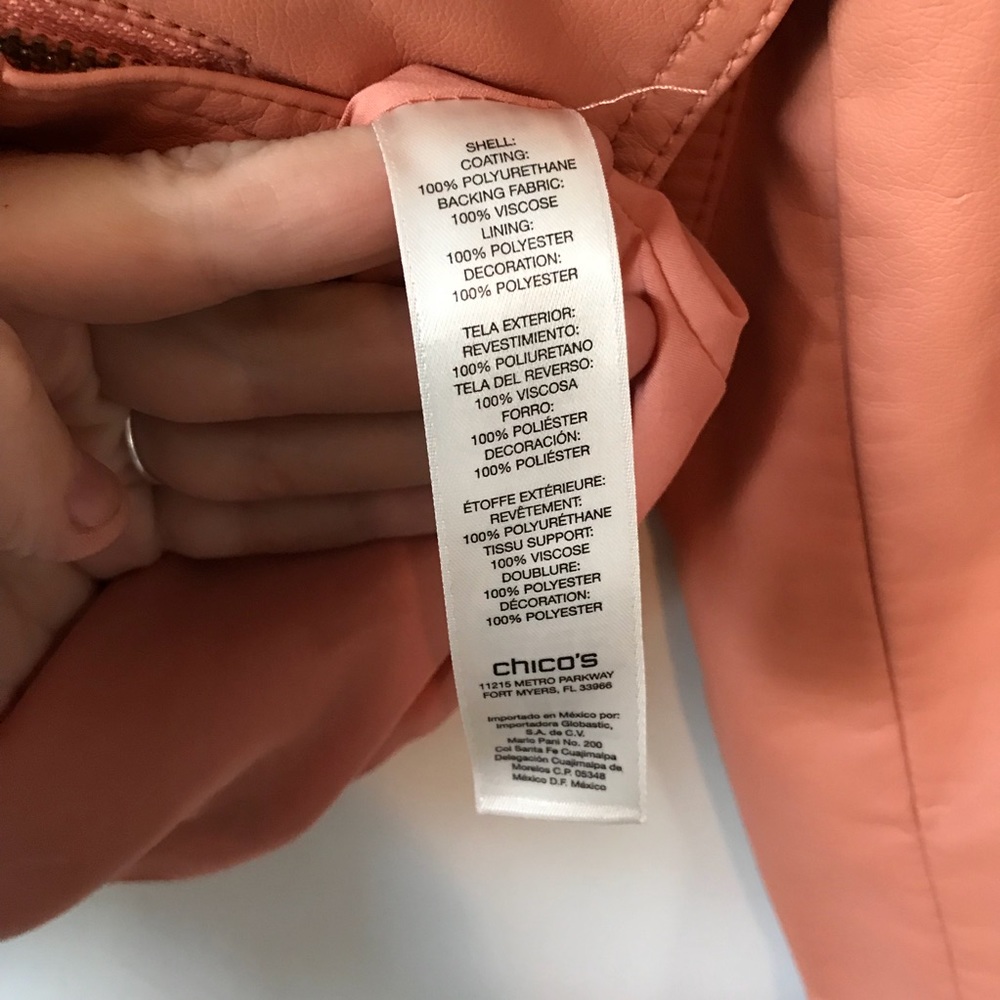 SHELL:
COATING:
100% POLYURETHANE
BACKING FABRIC:
100% VISCOSE
LINING:
100% POLYESTER
DECORATION:
100% POLYESTER
TELA EXTERIOR:
REVESTIMIENTO:
100% POLIURETANO
TELA DEL REVERSO:
100% VISCOSA
FORRO:
100% POLIÉSTER
DECORACIÓN:
100% POLIÉSTER
ÉTOFFE EXTÉRIEURE:
REVÊTEMENT:
100% POLYURÉTHANE
TISSU SUPPORT:
100% VISCOSE
DOUBLURE:
100% POLYESTER
DÉCORATION:
100% POLYESTER
chico's
11215 METRO PARKWAY
FORT MYERS, FL 33966
Importado en México por:
Importadora Globastic,
S.A. de C.V.
Mario Pani No. 200
Col Santa Fe Cuajimalpa
Delegación Cuajimalpa de
Morelos C.P. 05348
México D.F. México